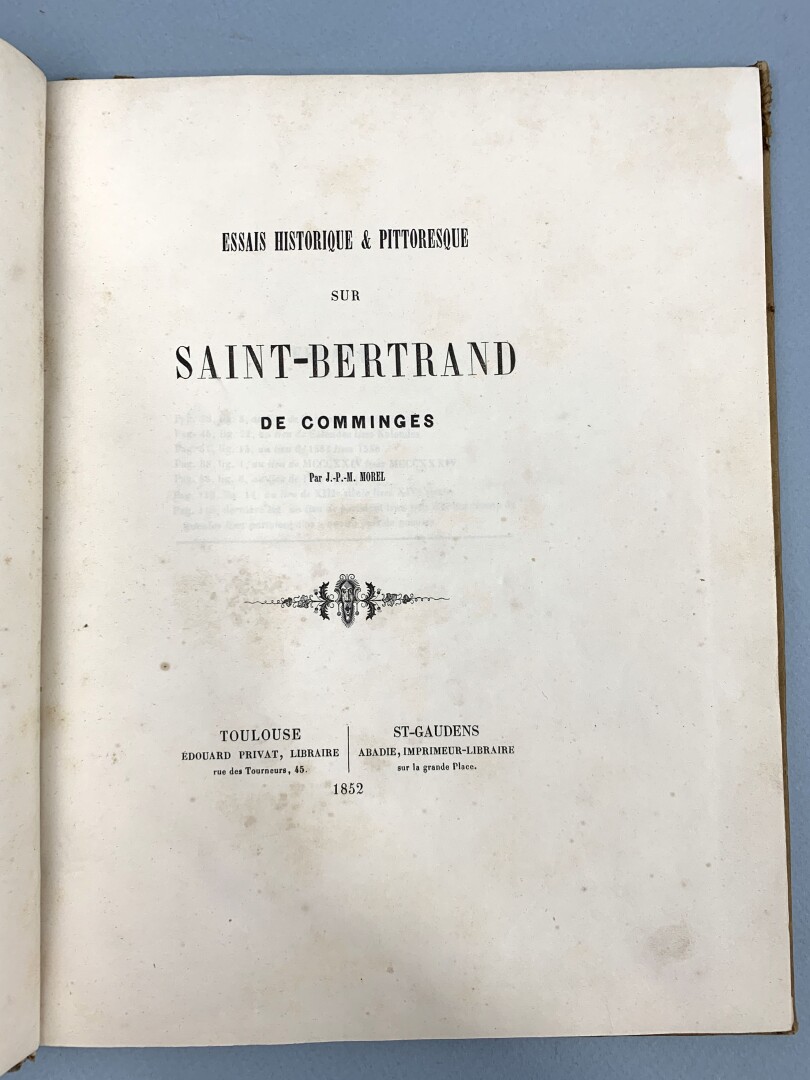 ESSAIS HISTORIQUE & PITTORESQUE
SUR
SAINT-BERTRAND
DE COMMINGES
Par J.-P.-M. MOREL
TOULOUSE
ÉDOUARD PRIVAT, LIBRAIRE
rue des Tourneurs, 45.
ST-GAUDENS
ABADIE, IMPRIMEUR-LIBRAIRE
sur la grande Place.
1852